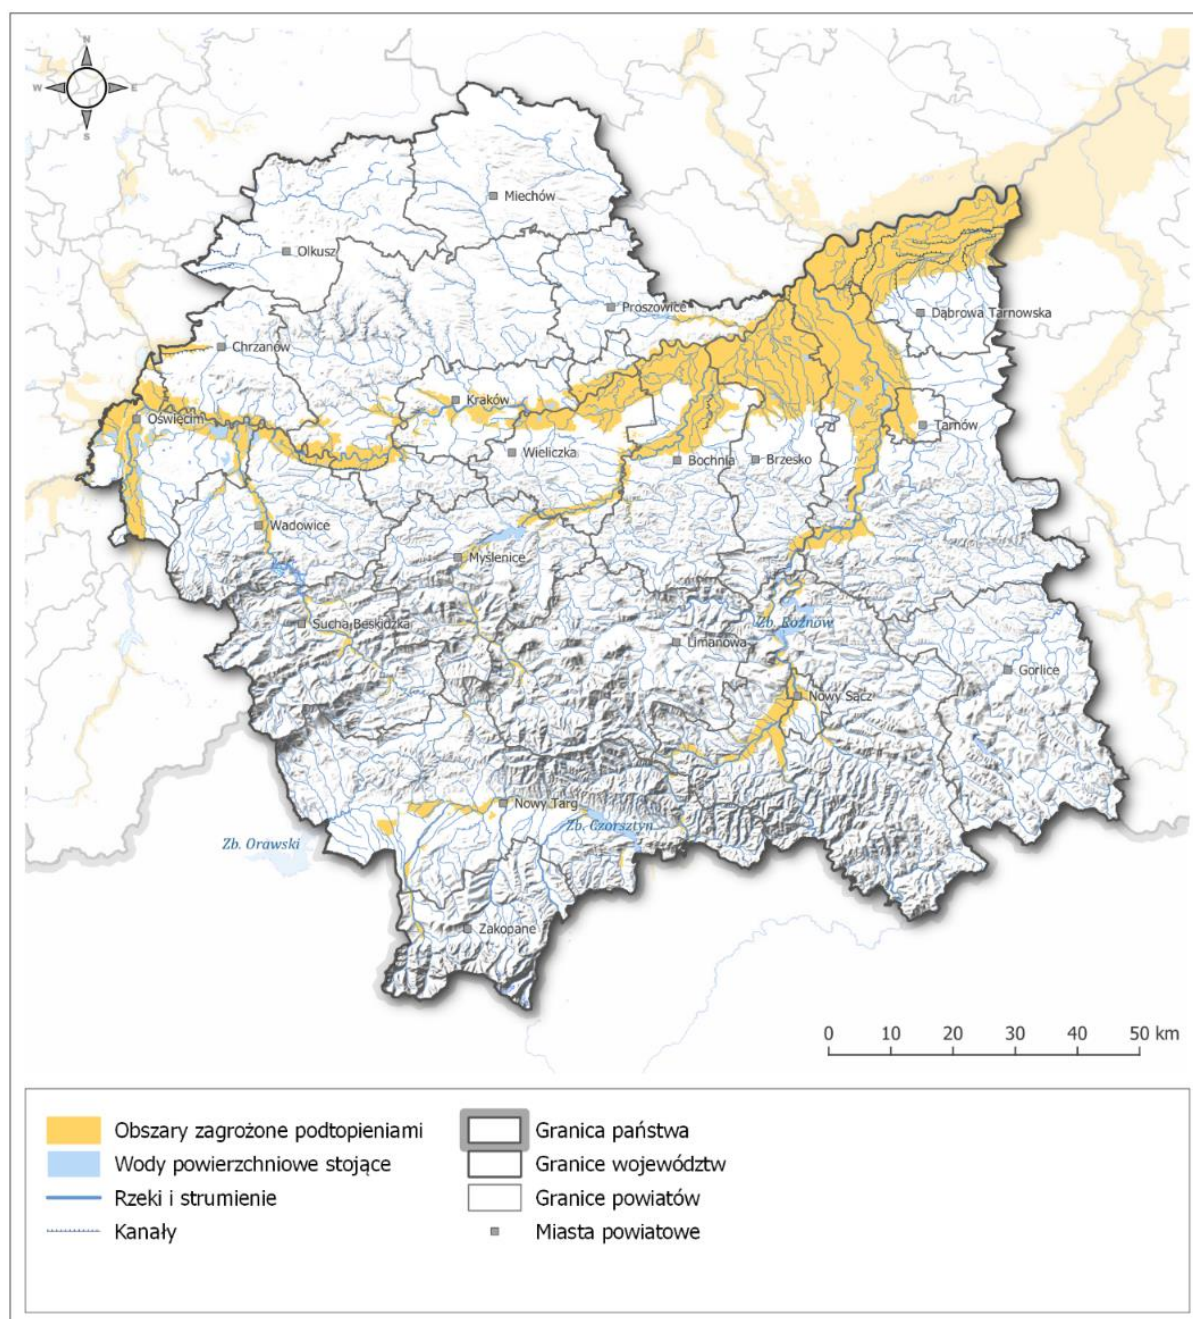 N
W E
S
Miechów
Olkusz
Proszowice
Dąbrowa Tarnowska
Chrzanów
Kraków
Oświęcim
Tarnów
Wieliczka
Bochnia
Brzesko
Wadowice
Myślenice
Sucha Beskidzka
Zb. Rożnów
Limanowa
Gorlice
Nowy Sącz
Nowy Targ
Zb. Czorsztyn
Zb. Orawski
Zakopane
0 10 20 30 40 50 km
Obszary zagrożone podtopieniami
Wody powierzchniowe stojące
Rzeki i strumienie
Kanały
Granica państwa
Granice województw
Granice powiatów
Miasta powiatowe